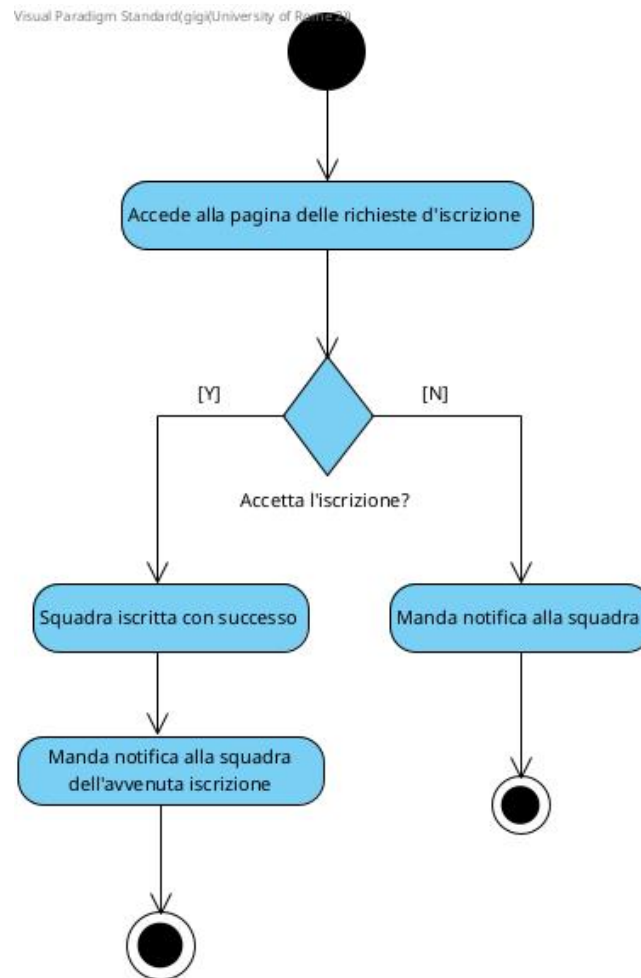 Visual Paradigm Standard(gigi(University of Rome 2))
Accede alla pagina delle richieste d'iscrizione
[Y]
[N]
Accetta l'iscrizione?
Squadra iscritta con successo
Manda notifica alla squadra
Manda notifica alla squadra
dell'avvenuta iscrizione